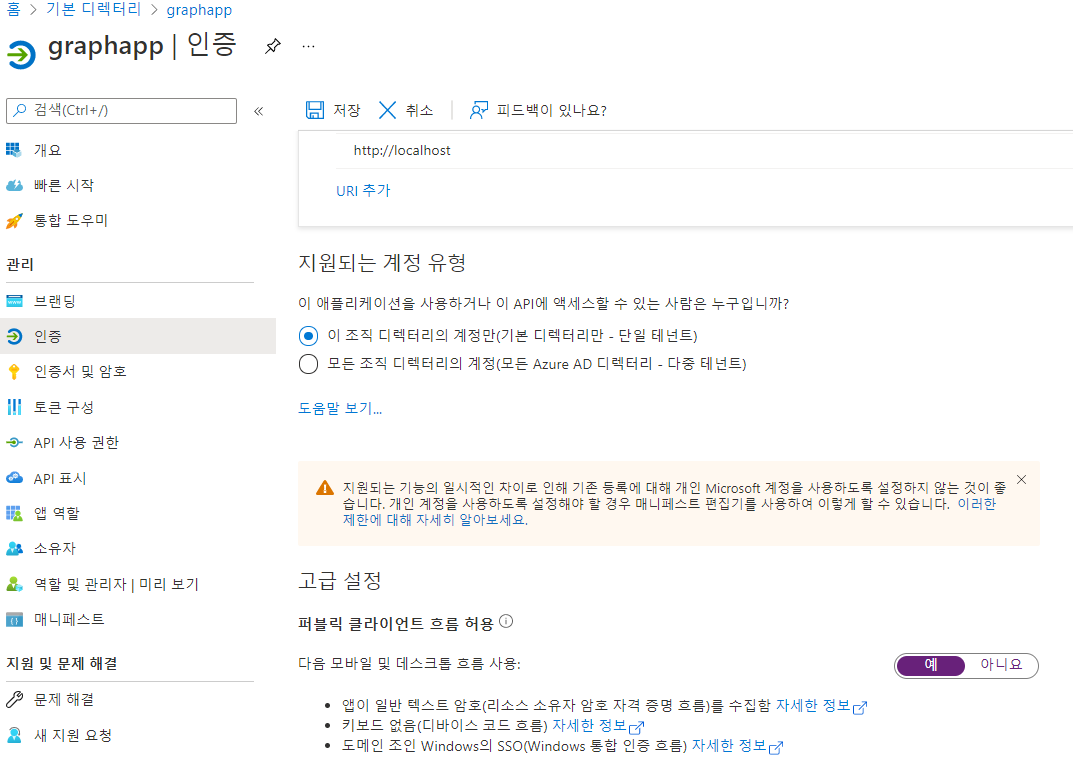 홈 > 기본 디렉터리 > graphapp
graphapp | 인증
···
검색(Ctrl+/)
«
개요
빠른 시작
통합 도우미
관리
브랜딩
인증
인증서 및 암호
토큰 구성
API 사용 권한
API 표시
앱 역할
소유자
역할 및 관리자 | 미리 보기
매니페스트
지원 및 문제 해결
문제 해결
새 지원 요청
저장 취소 피드백이 있나요?
http://localhost
URI 추가
지원되는 계정 유형
이 애플리케이션을 사용하거나 이 API에 액세스할 수 있는 사람은 누구입니까?
이 조직 디렉터리의 계정만(기본 디렉터리만 - 단일 테넌트)
모든 조직 디렉터리의 계정(모든 Azure AD 디렉터리 - 다중 테넌트)
도움말 보기...
지원되는 기능의 일시적인 차이로 인해 기존 등록에 대해 개인 Microsoft 계정을 사용하도록 설정하지 않는 것이 좋
습니다. 개인 계정을 사용하도록 설정해야 할 경우 매니페스트 편집기를 사용하여 이렇게 할 수 있습니다. 이러한
제한에 대해 자세히 알아보세요.
고급 설정
퍼블릭 클라이언트 흐름 허용
다음 모바일 및 데스크톱 흐름 사용:
예 아니요
• 앱이 일반 텍스트 암호(리소스 소유자 암호 자격 증명 흐름)를 수집함 자세한 정보
• 키보드 없음(디바이스 코드 흐름) 자세한 정보
• 도메인 조인 Windows의 SSO(Windows 통합 인증 흐름) 자세한 정보